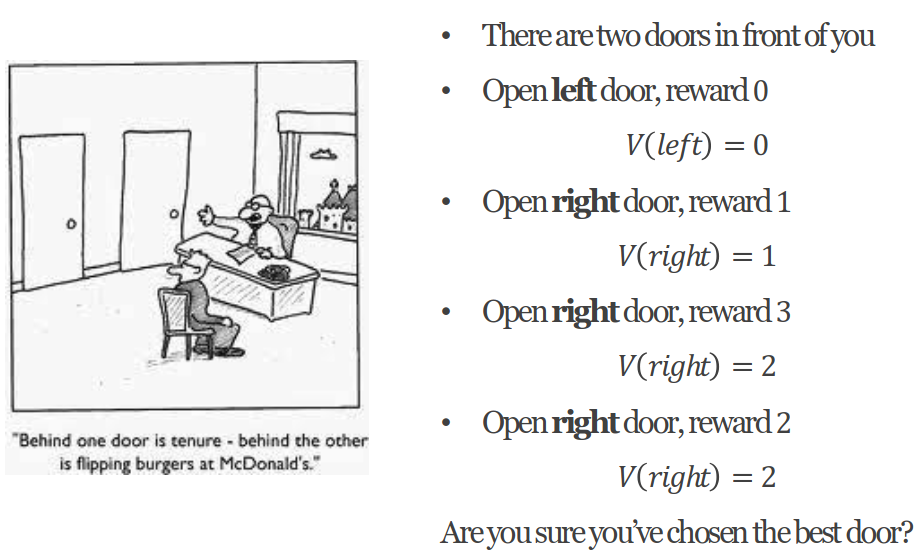 • There are two doors in front of you
• Open left door, reward 0
V(left) = 0
• Open right door, reward 1
V(right) = 1
• Open right door, reward 3
V(right) = 2
• Open right door, reward 2
V(right) = 2
Are you sure you've chosen the best door?
"Behind one door is tenure - behind the other
is flipping burgers at McDonald's."